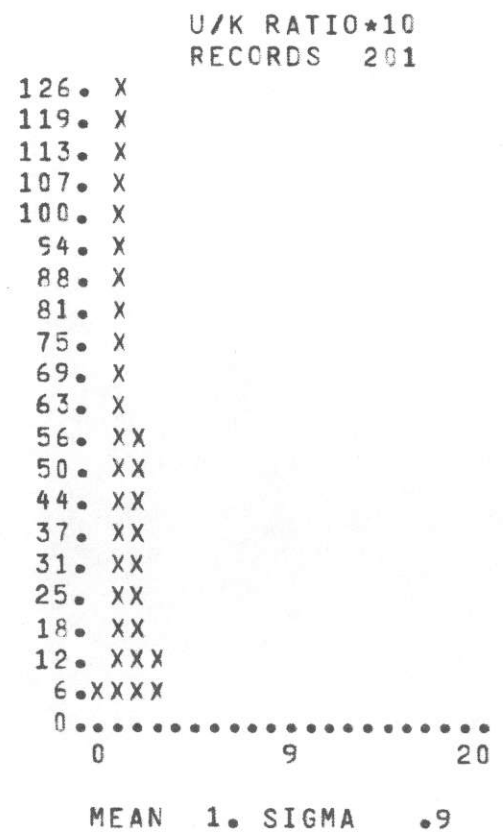 U/K RATIO*10
RECORDS 201
126. X
119. X
113. X
107. X
100. X
94. X
88. X
81. X
75. X
69. X
63. X
56. XX
50. XX
44. XX
37. XX
31. XX
25. XX
18. XX
12. XXX
6.XXXX
0......................
0 9 20
MEAN 1. SIGMA .9